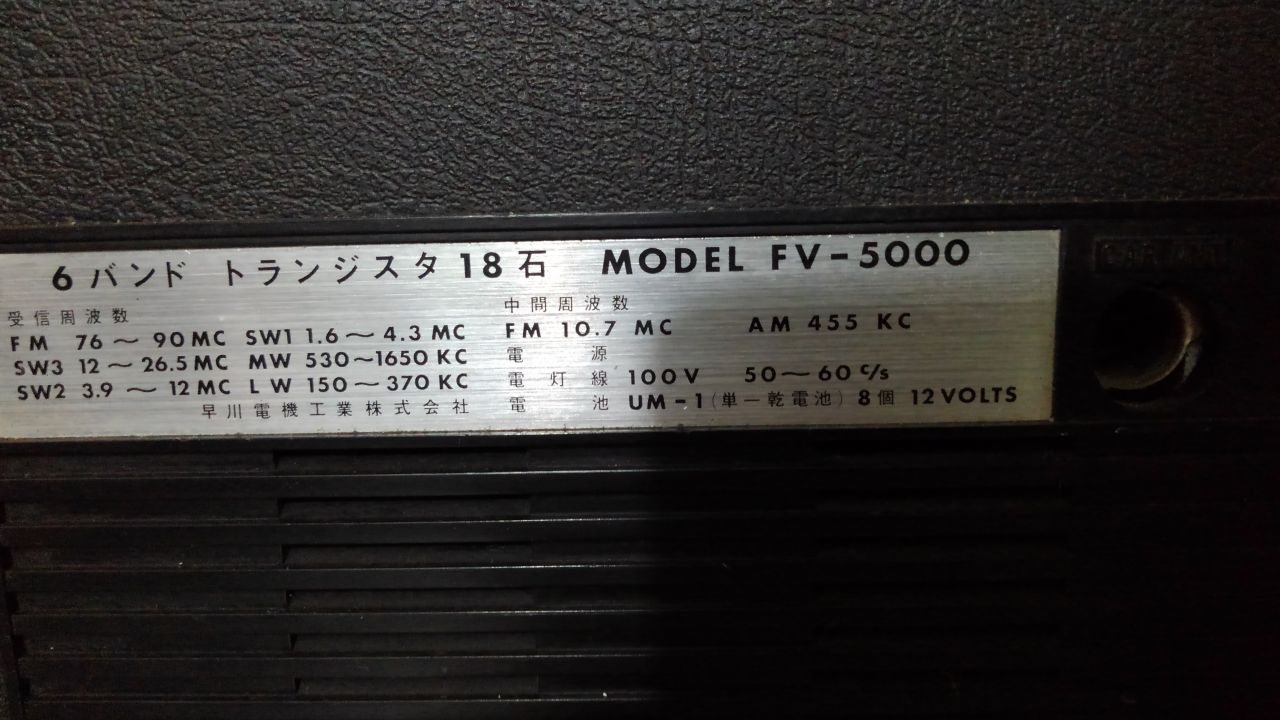 6バンド トランジスタ 18石 MODEL FV-5000
受信周波数
FM 76～90MC SW1 1.6～4.3 MC
SW3 12～26.5MC MW 530～1650 KC
SW2 3.9～12MC LW 150～370 KC
早川電機工業株式会社
中間周波数
FM 10.7 MC AM 455 KC
電源
電灯線 100V 50～60 c/s
電池 UM-1(単一乾電池) 8個 12VOLTS